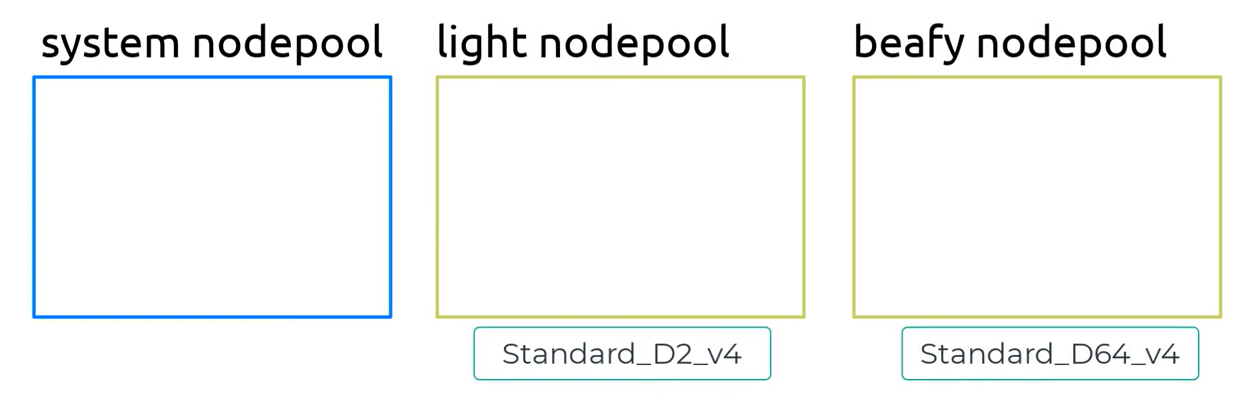 system nodepool
light nodepool
beafy nodepool
Standard_D2_v4
Standard_D64_v4